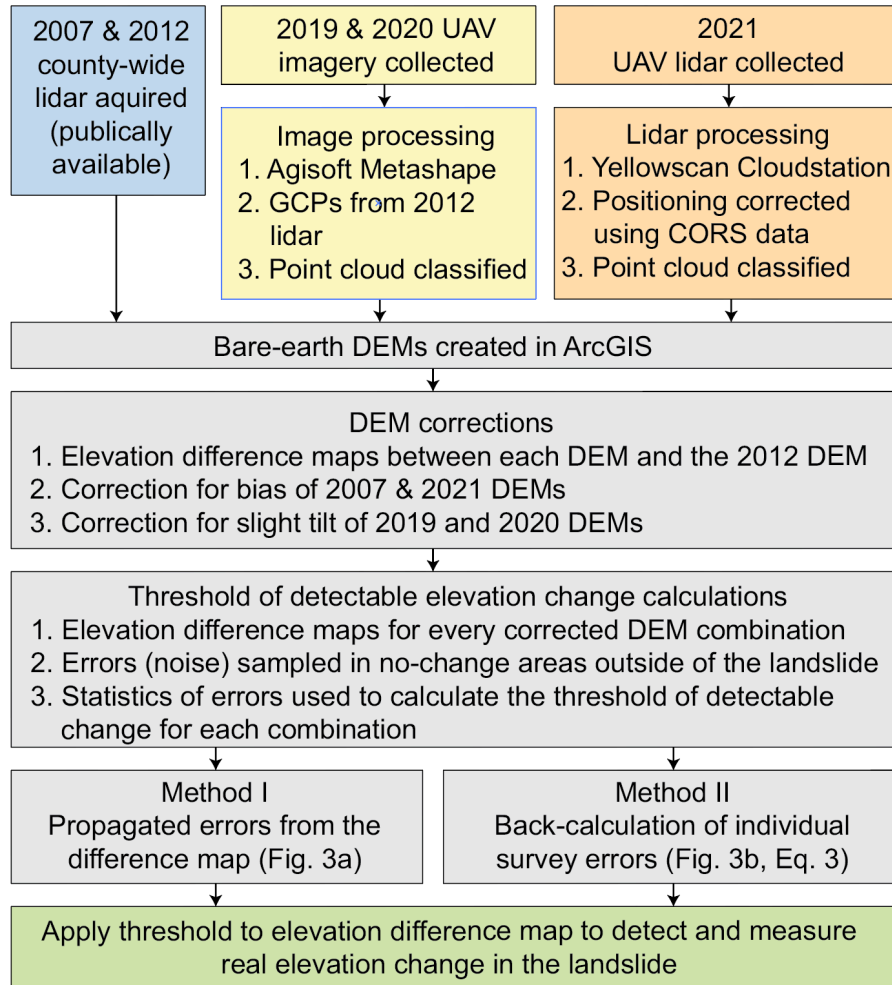 2007 & 2012
county-wide
lidar aquired
(publically
available)
2019 & 2020 UAV
imagery collected
2021
UAV lidar collected
Image processing
1. Agisoft Metashape
2. GCPs from 2012
lidar
3. Point cloud classified
Lidar processing
1. Yellowscan Cloudstation
2. Positioning corrected
using CORS data
3. Point cloud classified
Bare-earth DEMs created in ArcGIS
DEM corrections
1. Elevation difference maps between each DEM and the 2012 DEM
2. Correction for bias of 2007 & 2021 DEMs
3. Correction for slight tilt of 2019 and 2020 DEMs
Threshold of detectable elevation change calculations
1. Elevation difference maps for every corrected DEM combination
2. Errors (noise) sampled in no-change areas outside of the landslide
3. Statistics of errors used to calculate the threshold of detectable
change for each combination
Method I
Propagated errors from the
difference map (Fig. 3a)
Method II
Back-calculation of individual
survey errors (Fig. 3b, Eq. 3)
Apply threshold to elevation difference map to detect and measure
real elevation change in the landslide